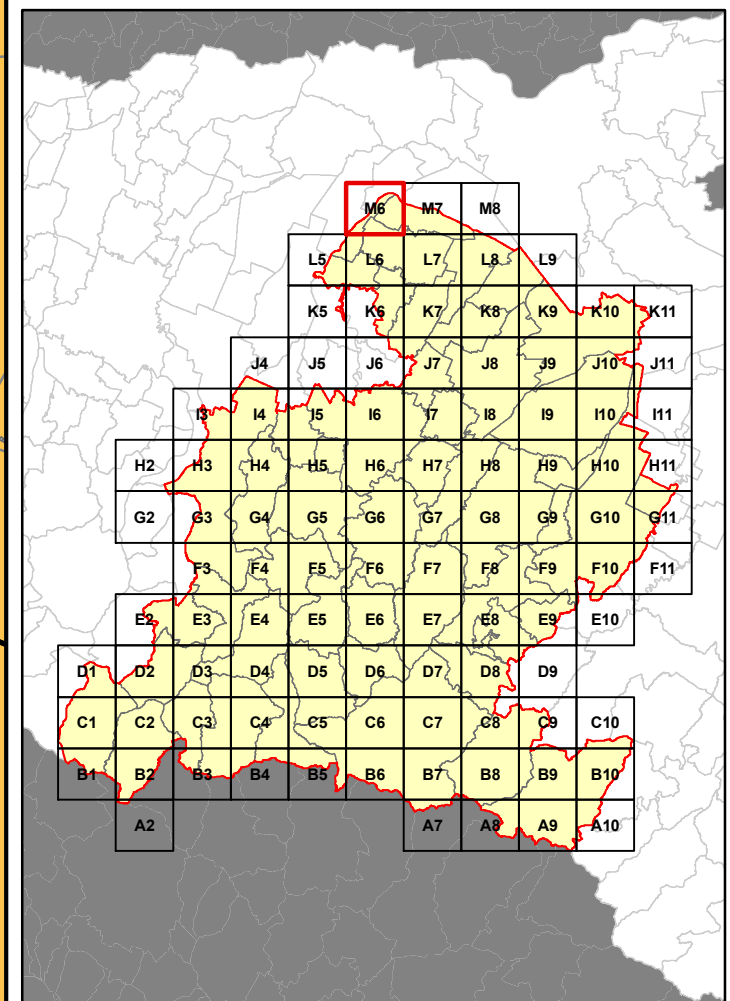 M6 M7 M8
L5 L6 L7 L8 L9
K5 K6 K7 K8 K9 K10 K11
J4 J5 J6 J7 J8 J9 J10 J11
I3 I4 I5 I6 I7 I8 I9 I10 I11
H2 H3 H4 H5 H6 H7 H8 H9 H10 H11
G2 G3 G4 G5 G6 G7 G8 G9 G10 G11
F3 F4 F5 F6 F7 F8 F9 F10 F11
E2 E3 E4 E5 E6 E7 E8 E9 E10
D1 D2 D3 D4 D5 D6 D7 D8 D9
C1 C2 C3 C4 C5 C6 C7 C8 C9 C10
B1 B2 B3 B4 B5 B6 B7 B8 B9 B10
A2 A7 A8 A9 A10